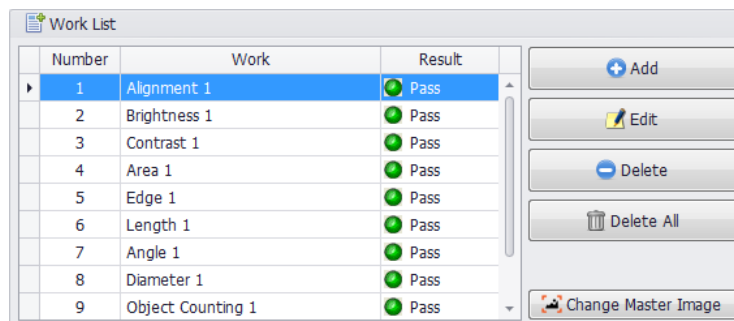 Work List
Number Work Result
1 Alignment 1 Pass
2 Brightness 1 Pass
3 Contrast 1 Pass
4 Area 1 Pass
5 Edge 1 Pass
6 Length 1 Pass
7 Angle 1 Pass
8 Diameter 1 Pass
9 Object Counting 1 Pass
Add
Edit
Delete
Delete All
Change Master Image